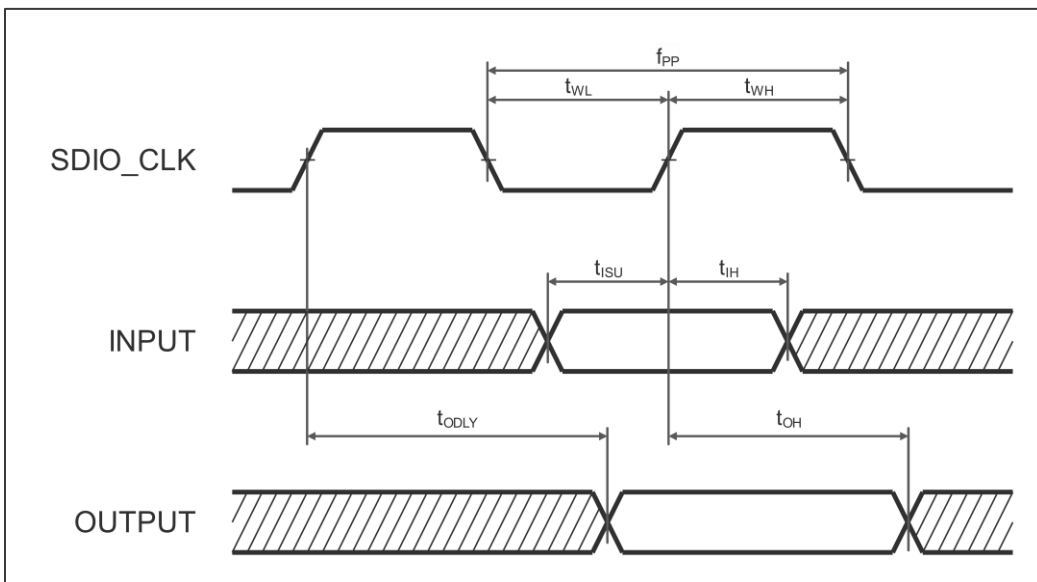 fPP
tWL
tWH
SDIO_CLK
tISU
tIH
INPUT
tODLY
tOH
OUTPUT